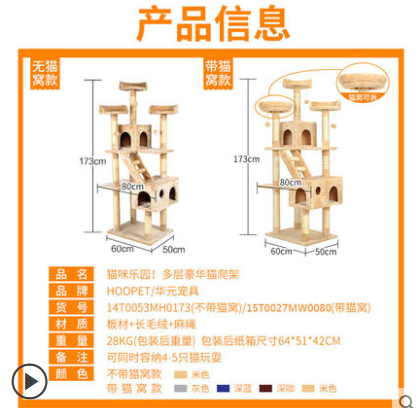 产品信息
无猫窝款
带猫窝款
猫窝可拆
173cm
80cm
60cm
50cm
173cm
80cm
60cm
50cm
品 名 猫咪乐园！多层豪华猫爬架
品 牌 HOOPET/华元宠具
货 号 14T0053MH0173(不带猫窝)/15T0027MW0080(带猫窝)
材 质 板材+长毛绒+麻绳
重 量 28KG(包装后重量) 包装后纸箱尺寸64*51*42CM
备 注 可同时容纳4-5只猫玩耍
颜 色 不带猫窝款 米色
带猫窝款 灰色 深蓝 深咖 米色